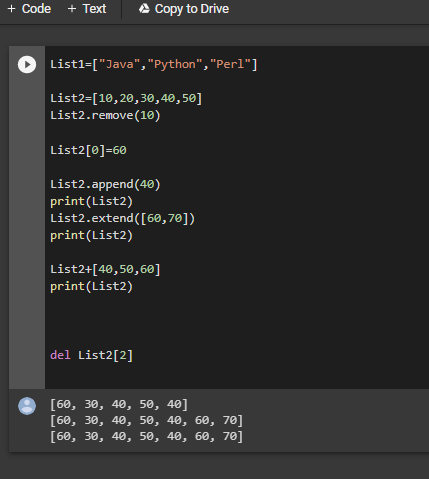 + Code + Text Copy to Drive
List1=["Java","Python","Perl"]
List2=[10,20,30,40,50]
List2.remove(10)
List2[0]=60
List2.append(40)
print(List2)
List2.extend([60,70])
print(List2)
List2+[40,50,60]
print(List2)
del List2[2]
[60, 30, 40, 50, 40]
[60, 30, 40, 50, 40, 60, 70]
[60, 30, 40, 50, 40, 60, 70]